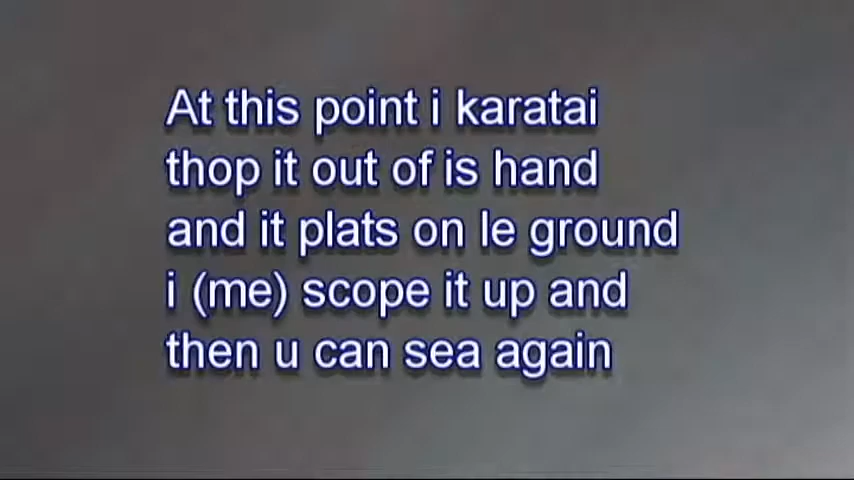 At this point i karatai
thop it out of is hand
and it plats on le ground
i (me) scope it up and
then u can sea again